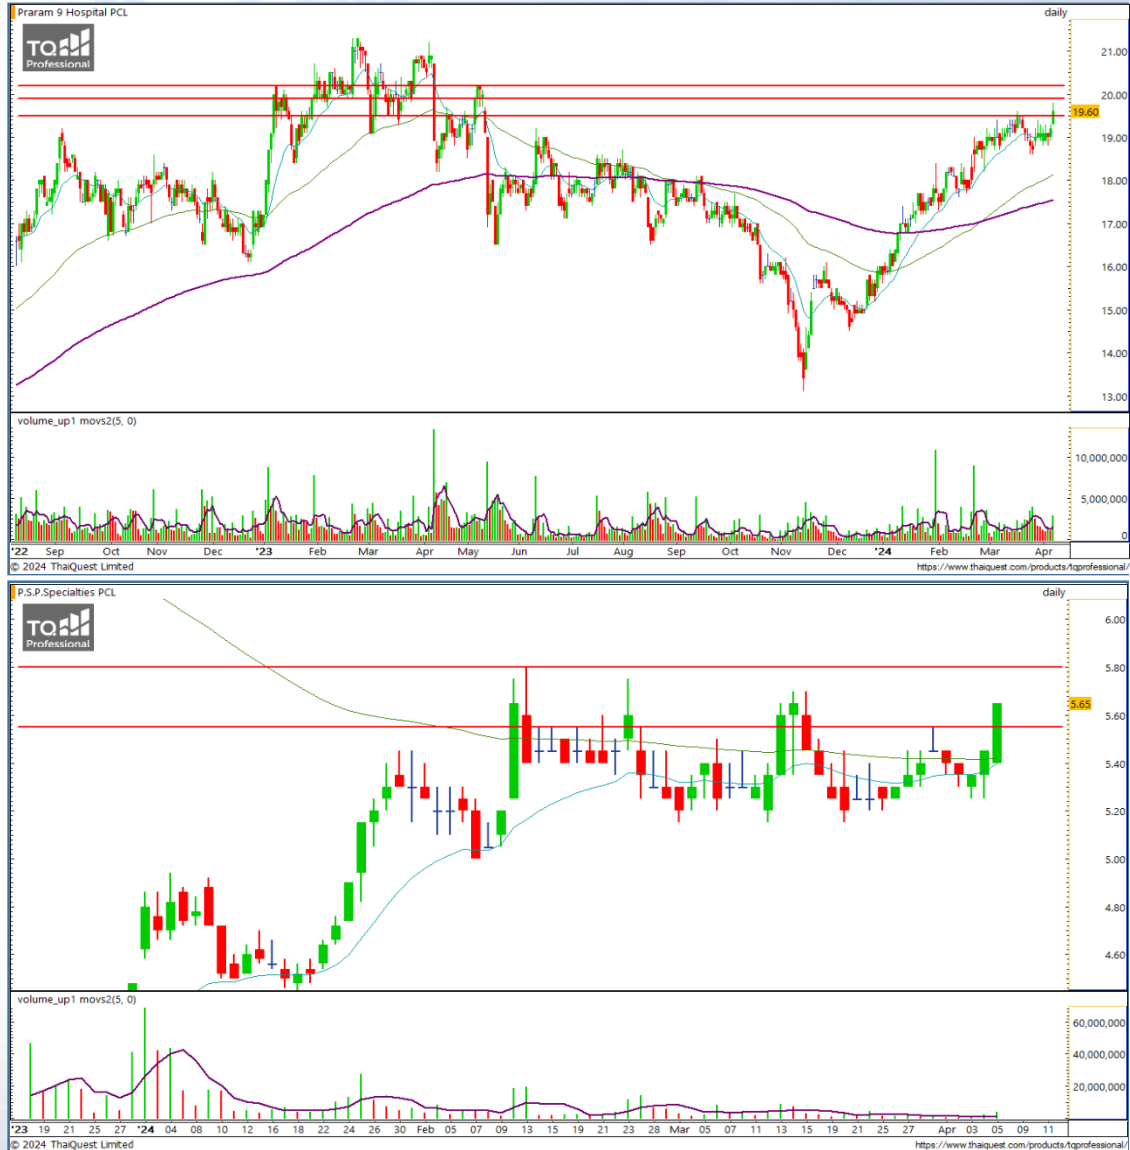 Praram 9 Hospital PCL daily
TQ
Professional
21.00
20.00
19.60
19.00
18.00
17.00
16.00
15.00
14.00
13.00
volume_up1 movs2(5, 0)
10,000,000
5,000,000
0
'22 Sep Oct Nov Dec '23 Feb Mar Apr May Jun Jul Aug Sep Oct Nov Dec '24 Feb Mar Apr
© 2024 ThaiQuest Limited https://www.thaiquest.com/products/tqprofessional/
P.S.P.Specialties PCL daily
TQ
Professional
6.00
5.80
5.65
5.60
5.40
5.20
5.00
4.80
4.60
volume_up1 movs2(5, 0)
60,000,000
40,000,000
20,000,000
'23 19 21 25 27 '24 04 08 10 12 16 18 22 24 26 30 Feb 05 07 09 13 15 19 21 23 28 Mar 05 07 11 13 15 19 21 25 27 Apr 03 05 09 11
© 2024 ThaiQuest Limited https://www.thaiquest.com/products/tqprofessional/